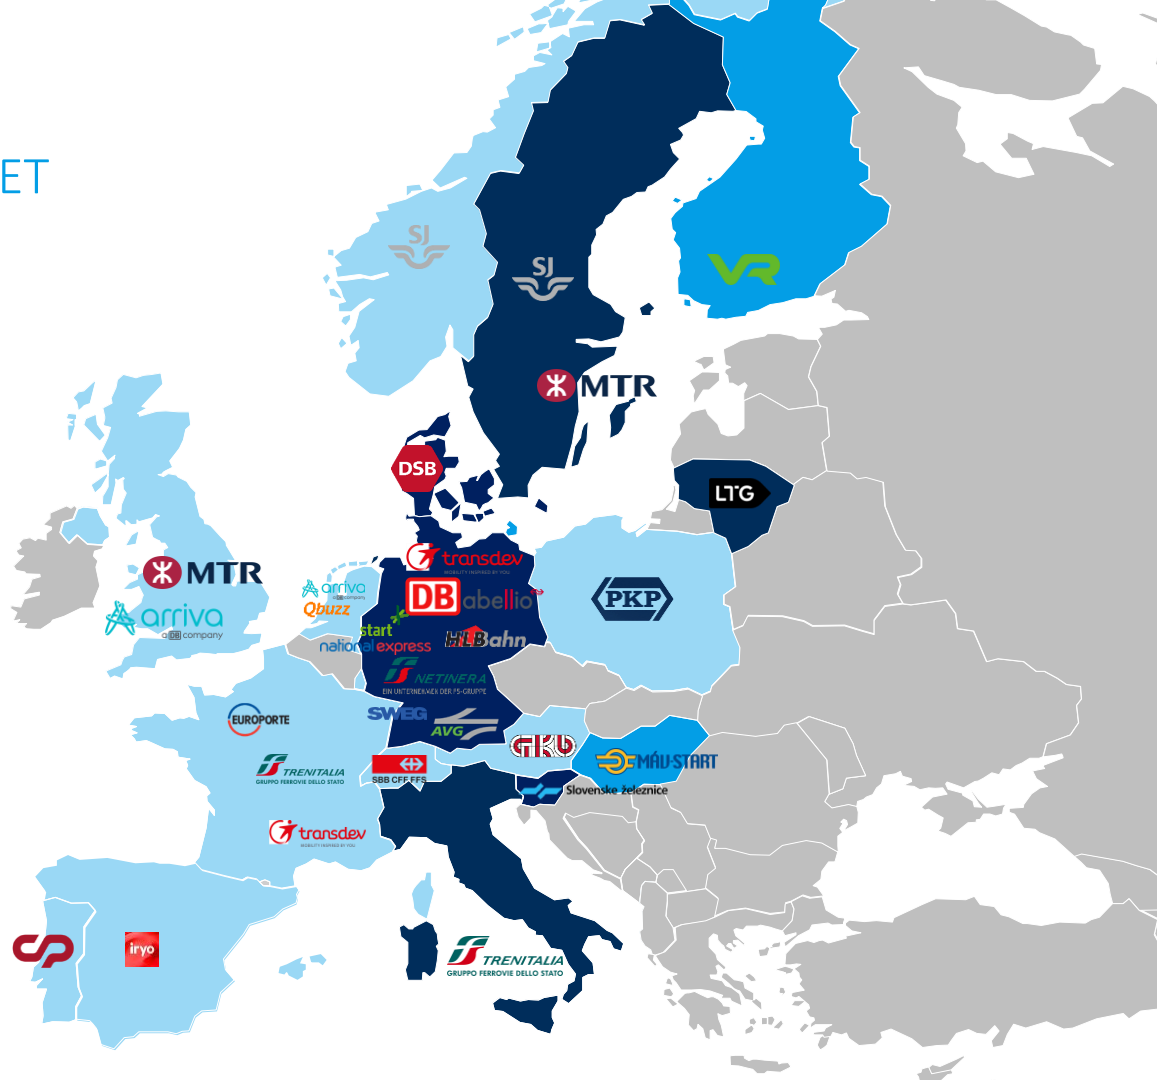 ET
SJ
SJ
VR
MTR
DSB
LTG
transdev
MOBILITY INSPIRED BY YOU
MTR
arriva
a DB company
arriva
a DB company
Qbuzz
DB
abellio
PKP
start
national express
HLBahn
NETINERA
EIN UNTERNEHMEN DER FS-GRUPPE
EUROPORTE
SWEG
AVG
GKB
MÁV-START
TRENITALIA
GRUPPO FERROVIE DELLO STATO
SBB CFF FFS
Slovenske železnice
transdev
MOBILITY INSPIRED BY YOU
CP
iryo
TRENITALIA
GRUPPO FERROVIE DELLO STATO